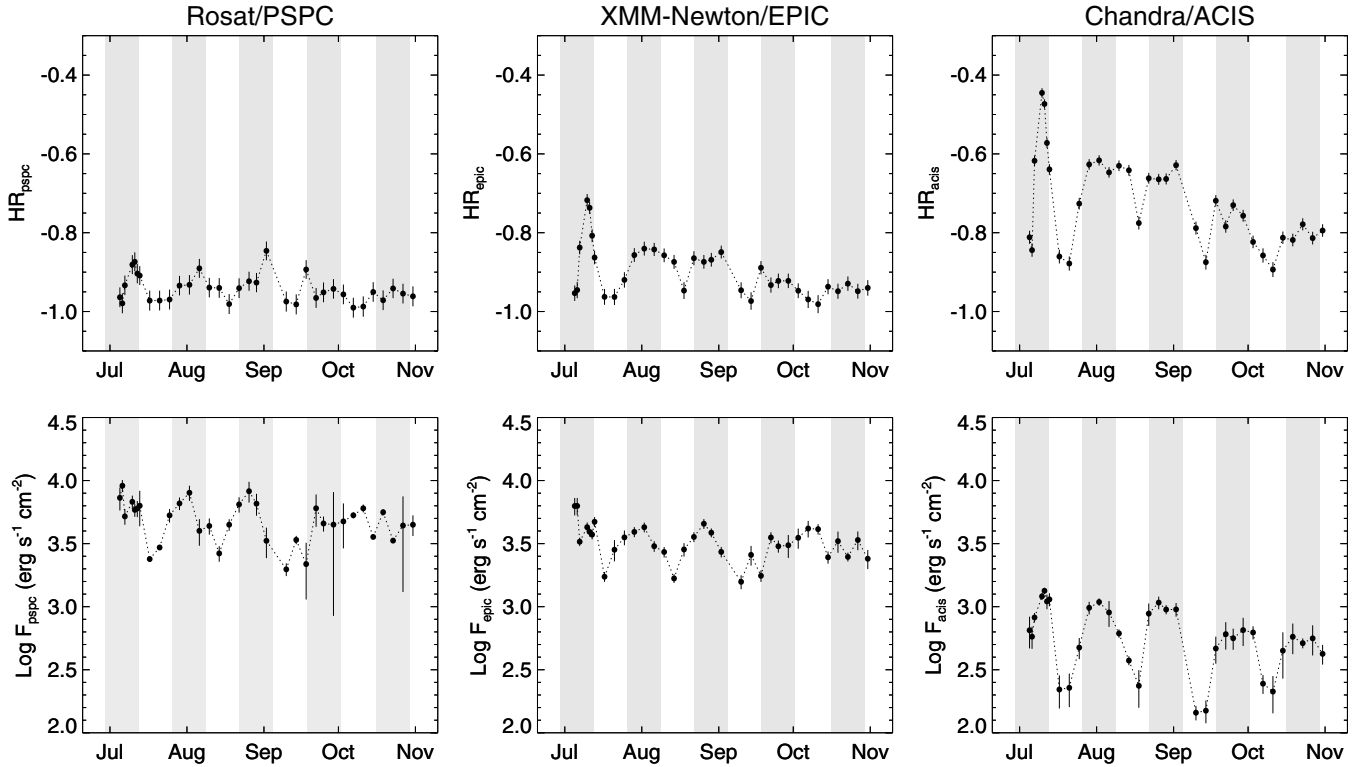 Rosat/PSPC XMM-Newton/EPIC Chandra/ACIS
-0.4 -0.4 -0.4
-0.6 -0.6 -0.6
-0.8 -0.8 -0.8
-1.0 -1.0 -1.0
HRpspc HRepic HRacis
Jul Aug Sep Oct Nov Jul Aug Sep Oct Nov Jul Aug Sep Oct Nov
4.5 4.5 4.5
4.0 4.0 4.0
3.5 3.5 3.5
3.0 3.0 3.0
2.5 2.5 2.5
2.0 2.0 2.0
Log Fpspc (erg s-1 cm-2) Log Fepic (erg s-1 cm-2) Log Facis (erg s-1 cm-2)
Jul Aug Sep Oct Nov Jul Aug Sep Oct Nov Jul Aug Sep Oct Nov